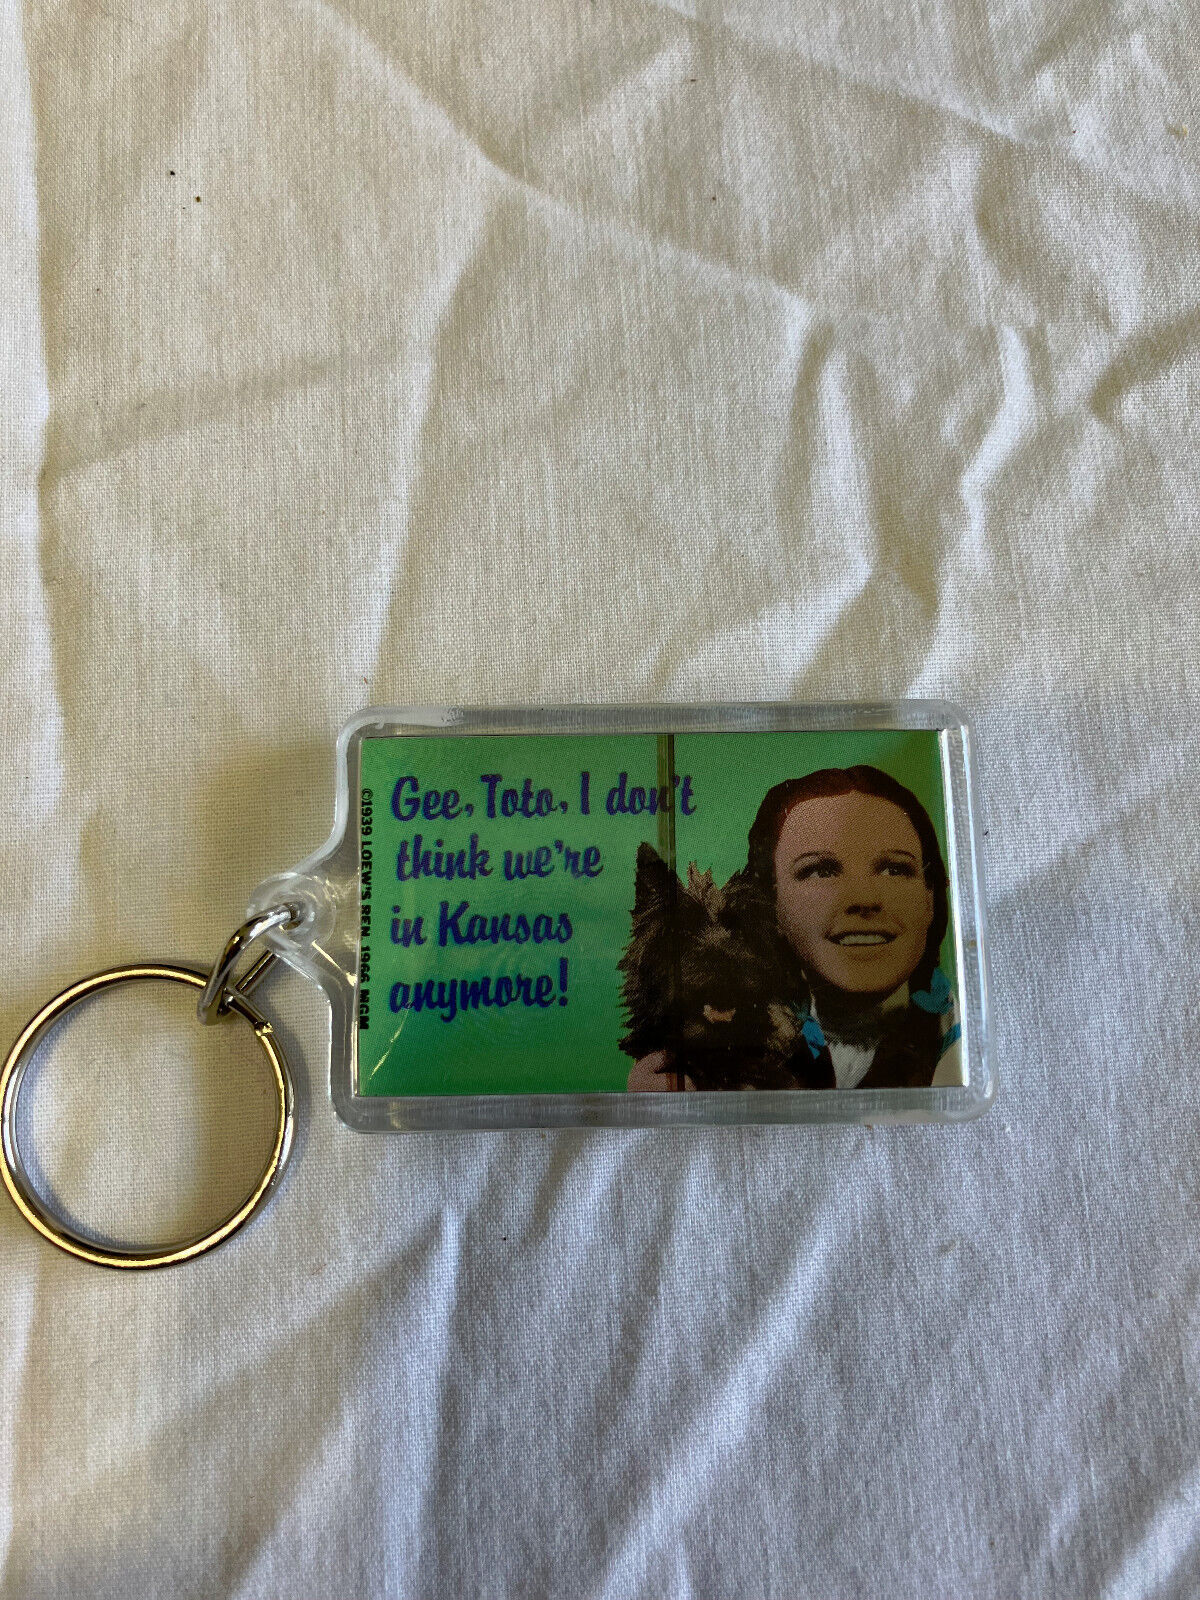 Gee, Toto, I don't
think we're
in Kansas
anymore!
©1939 LOEW'S REN 1966 MGM